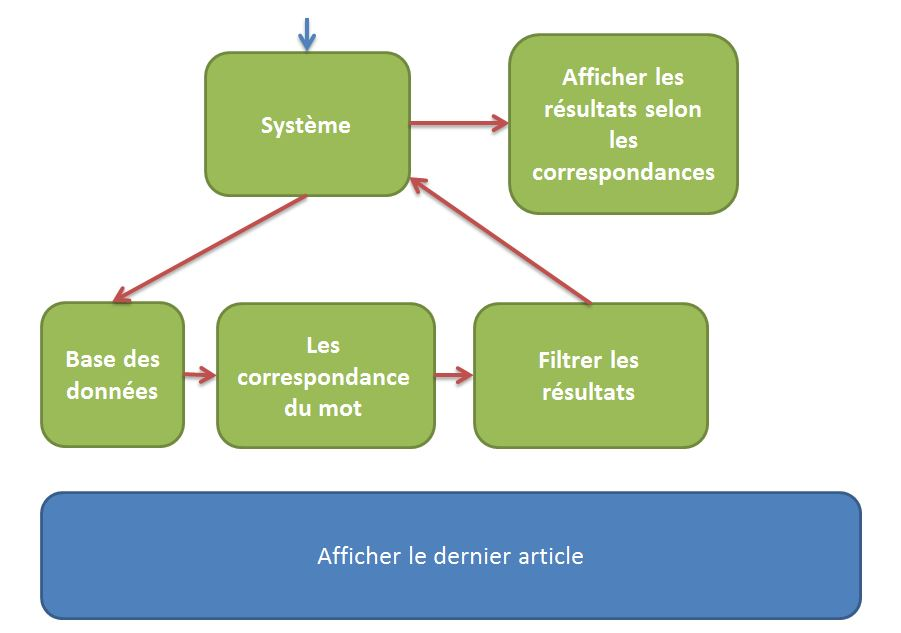 Système
Afficher les
résultats selon
les
correspondances
Base des
données
Les
correspondance
du mot
Filtrer les
résultats
Afficher le dernier article